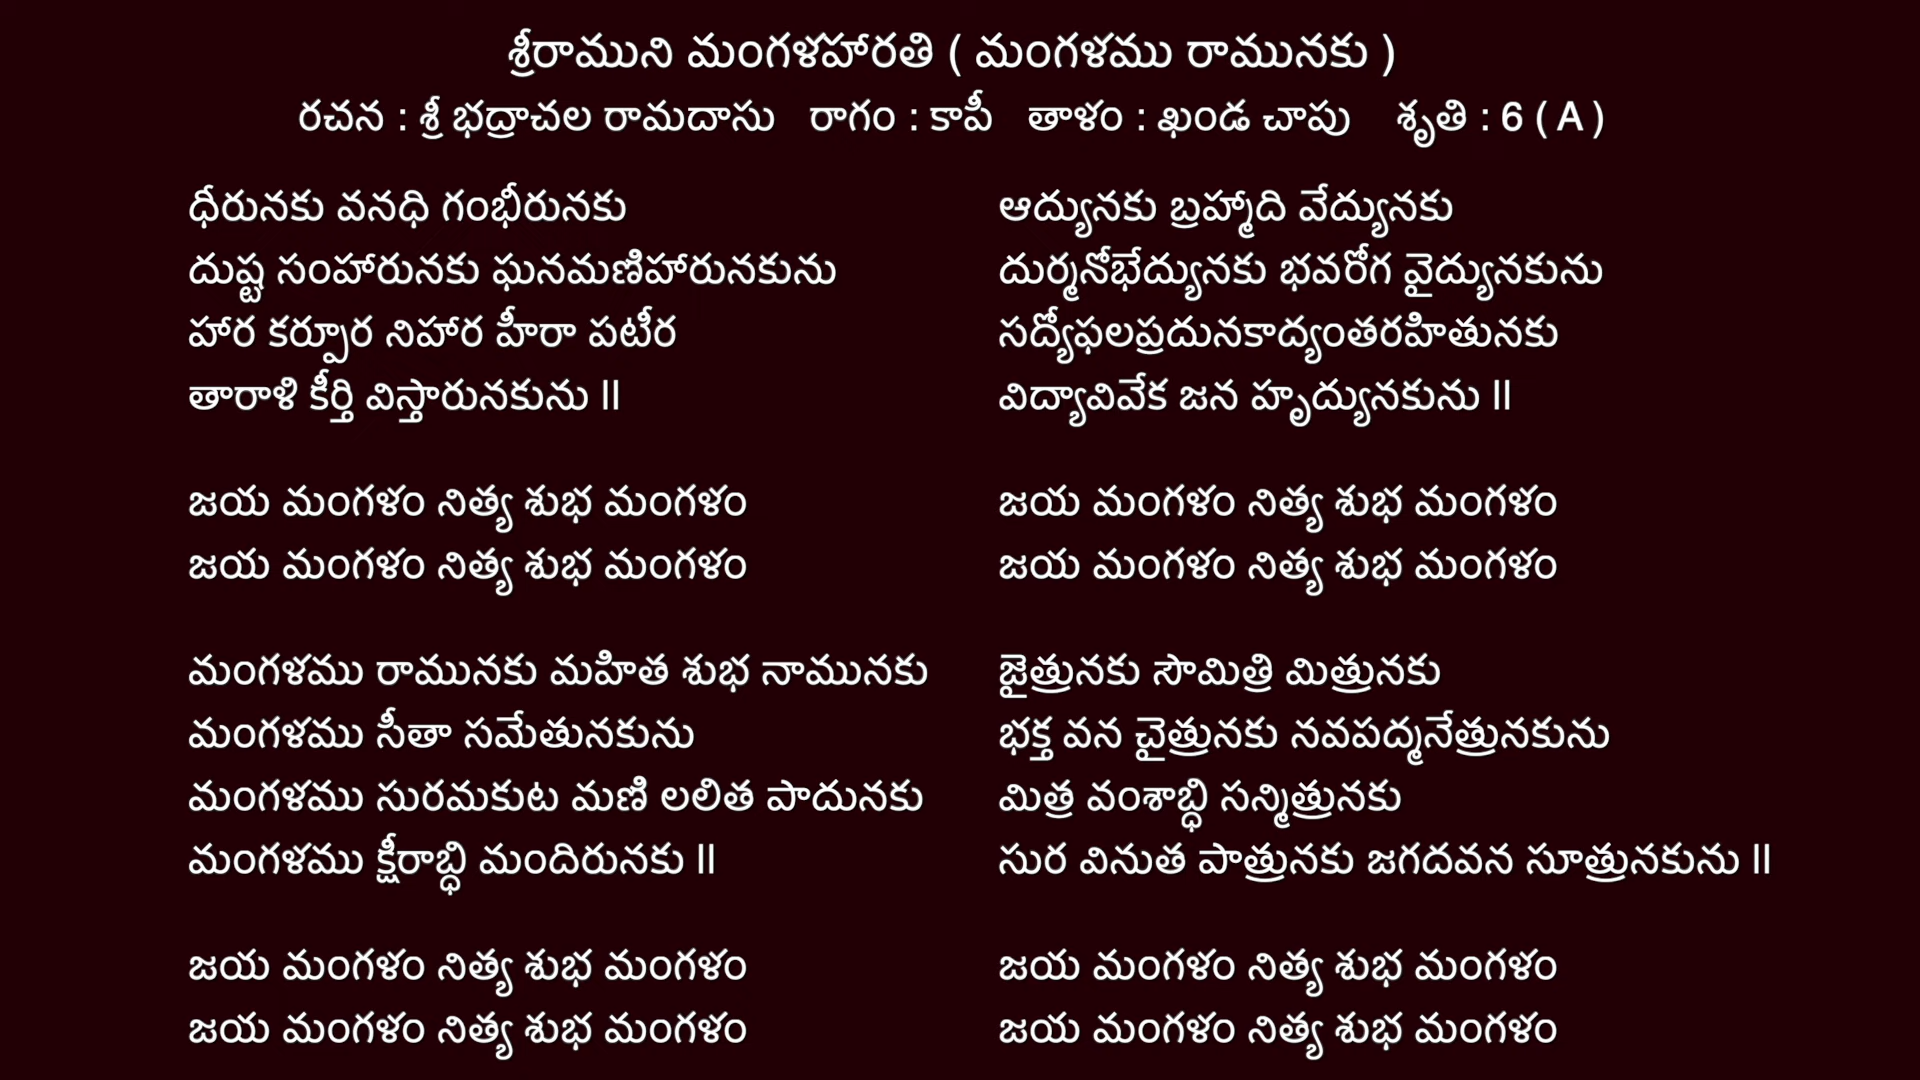 శ్రీరాముని మంగళహారతి ( మంగళము రామునకు )
రచన : శ్రీ భద్రాచల రామదాసు రాగం : కాపీ తాళం : ఖండ చాపు శృతి : 6 ( A )
ధీరునకు వనధి గంభీరునకు
దుష్ట సంహారునకు ఘనమణిహారునకును
హార కర్పూర నిహార హీరా పటీర
తారాళి కీర్తి విస్తారునకును ||
జయ మంగళం నిత్య శుభ మంగళం
జయ మంగళం నిత్య శుభ మంగళం
మంగళము రామునకు మహిత శుభ నామునకు
మంగళము సీతా సమేతునకును
మంగళము సురమకుట మణి లలిత పాదునకు
మంగళము క్షీరాబ్ధి మందిరునకు ||
జయ మంగళం నిత్య శుభ మంగళం
జయ మంగళం నిత్య శుభ మంగళం
ఆద్యునకు బ్రహ్మాది వేద్యునకు
దుర్మనోభేద్యునకు భవరోగ వైద్యునకును
సద్యోఫలప్రదునకాద్యంతరహితునకు
విద్యావివేక జన హృద్యునకును ||
జయ మంగళం నిత్య శుభ మంగళం
జయ మంగళం నిత్య శుభ మంగళం
జైత్రునకు సౌమిత్రి మిత్రునకు
భక్త వన చైత్రునకు నవపద్మనేత్రునకును
మిత్ర వంశాబ్ధి సన్మిత్రునకు
సుర వినుత పాత్రునకు జగదవన సూత్రునకును ||
జయ మంగళం నిత్య శుభ మంగళం
జయ మంగళం నిత్య శుభ మంగళం